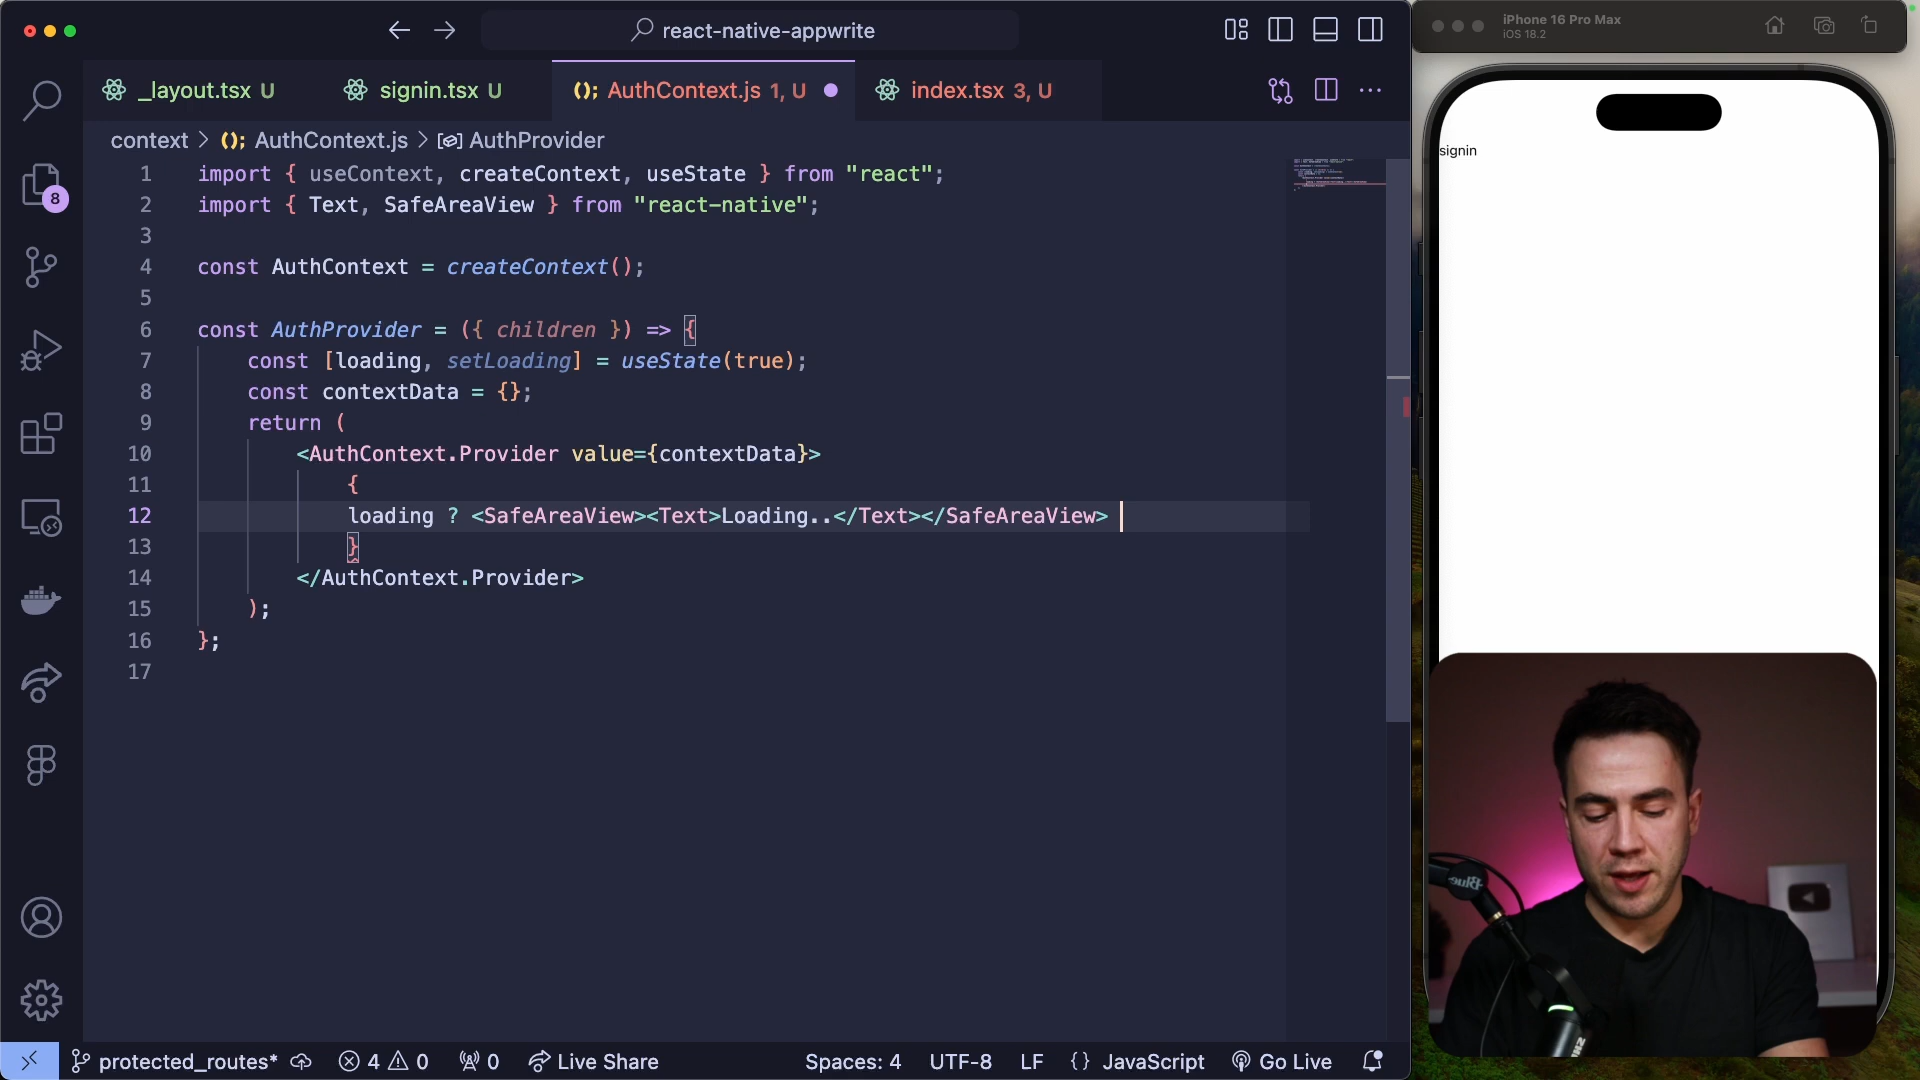 react-native-appwrite
_layout.tsx U
signin.tsx U
(); AuthContext.js 1, U
index.tsx 3, U
context > (); AuthContext.js > AuthProvider
1 import { useContext, createContext, useState } from "react";
2 import { Text, SafeAreaView } from "react-native";
3
4 const AuthContext = createContext();
5
6 const AuthProvider = ({ children }) => {
7 const [loading, setLoading] = useState(true);
8 const contextData = {};
9 return (
10 <AuthContext.Provider value={contextData}>
11 {
12 loading ? <SafeAreaView><Text>Loading..</Text></SafeAreaView>
13 }
14 </AuthContext.Provider>
15 );
16 };
17
8
protected_routes*
4
0
0
Live Share
Spaces: 4
UTF-8
LF
{} JavaScript
Go Live
iPhone 16 Pro Max
iOS 18.2
signin
Blue